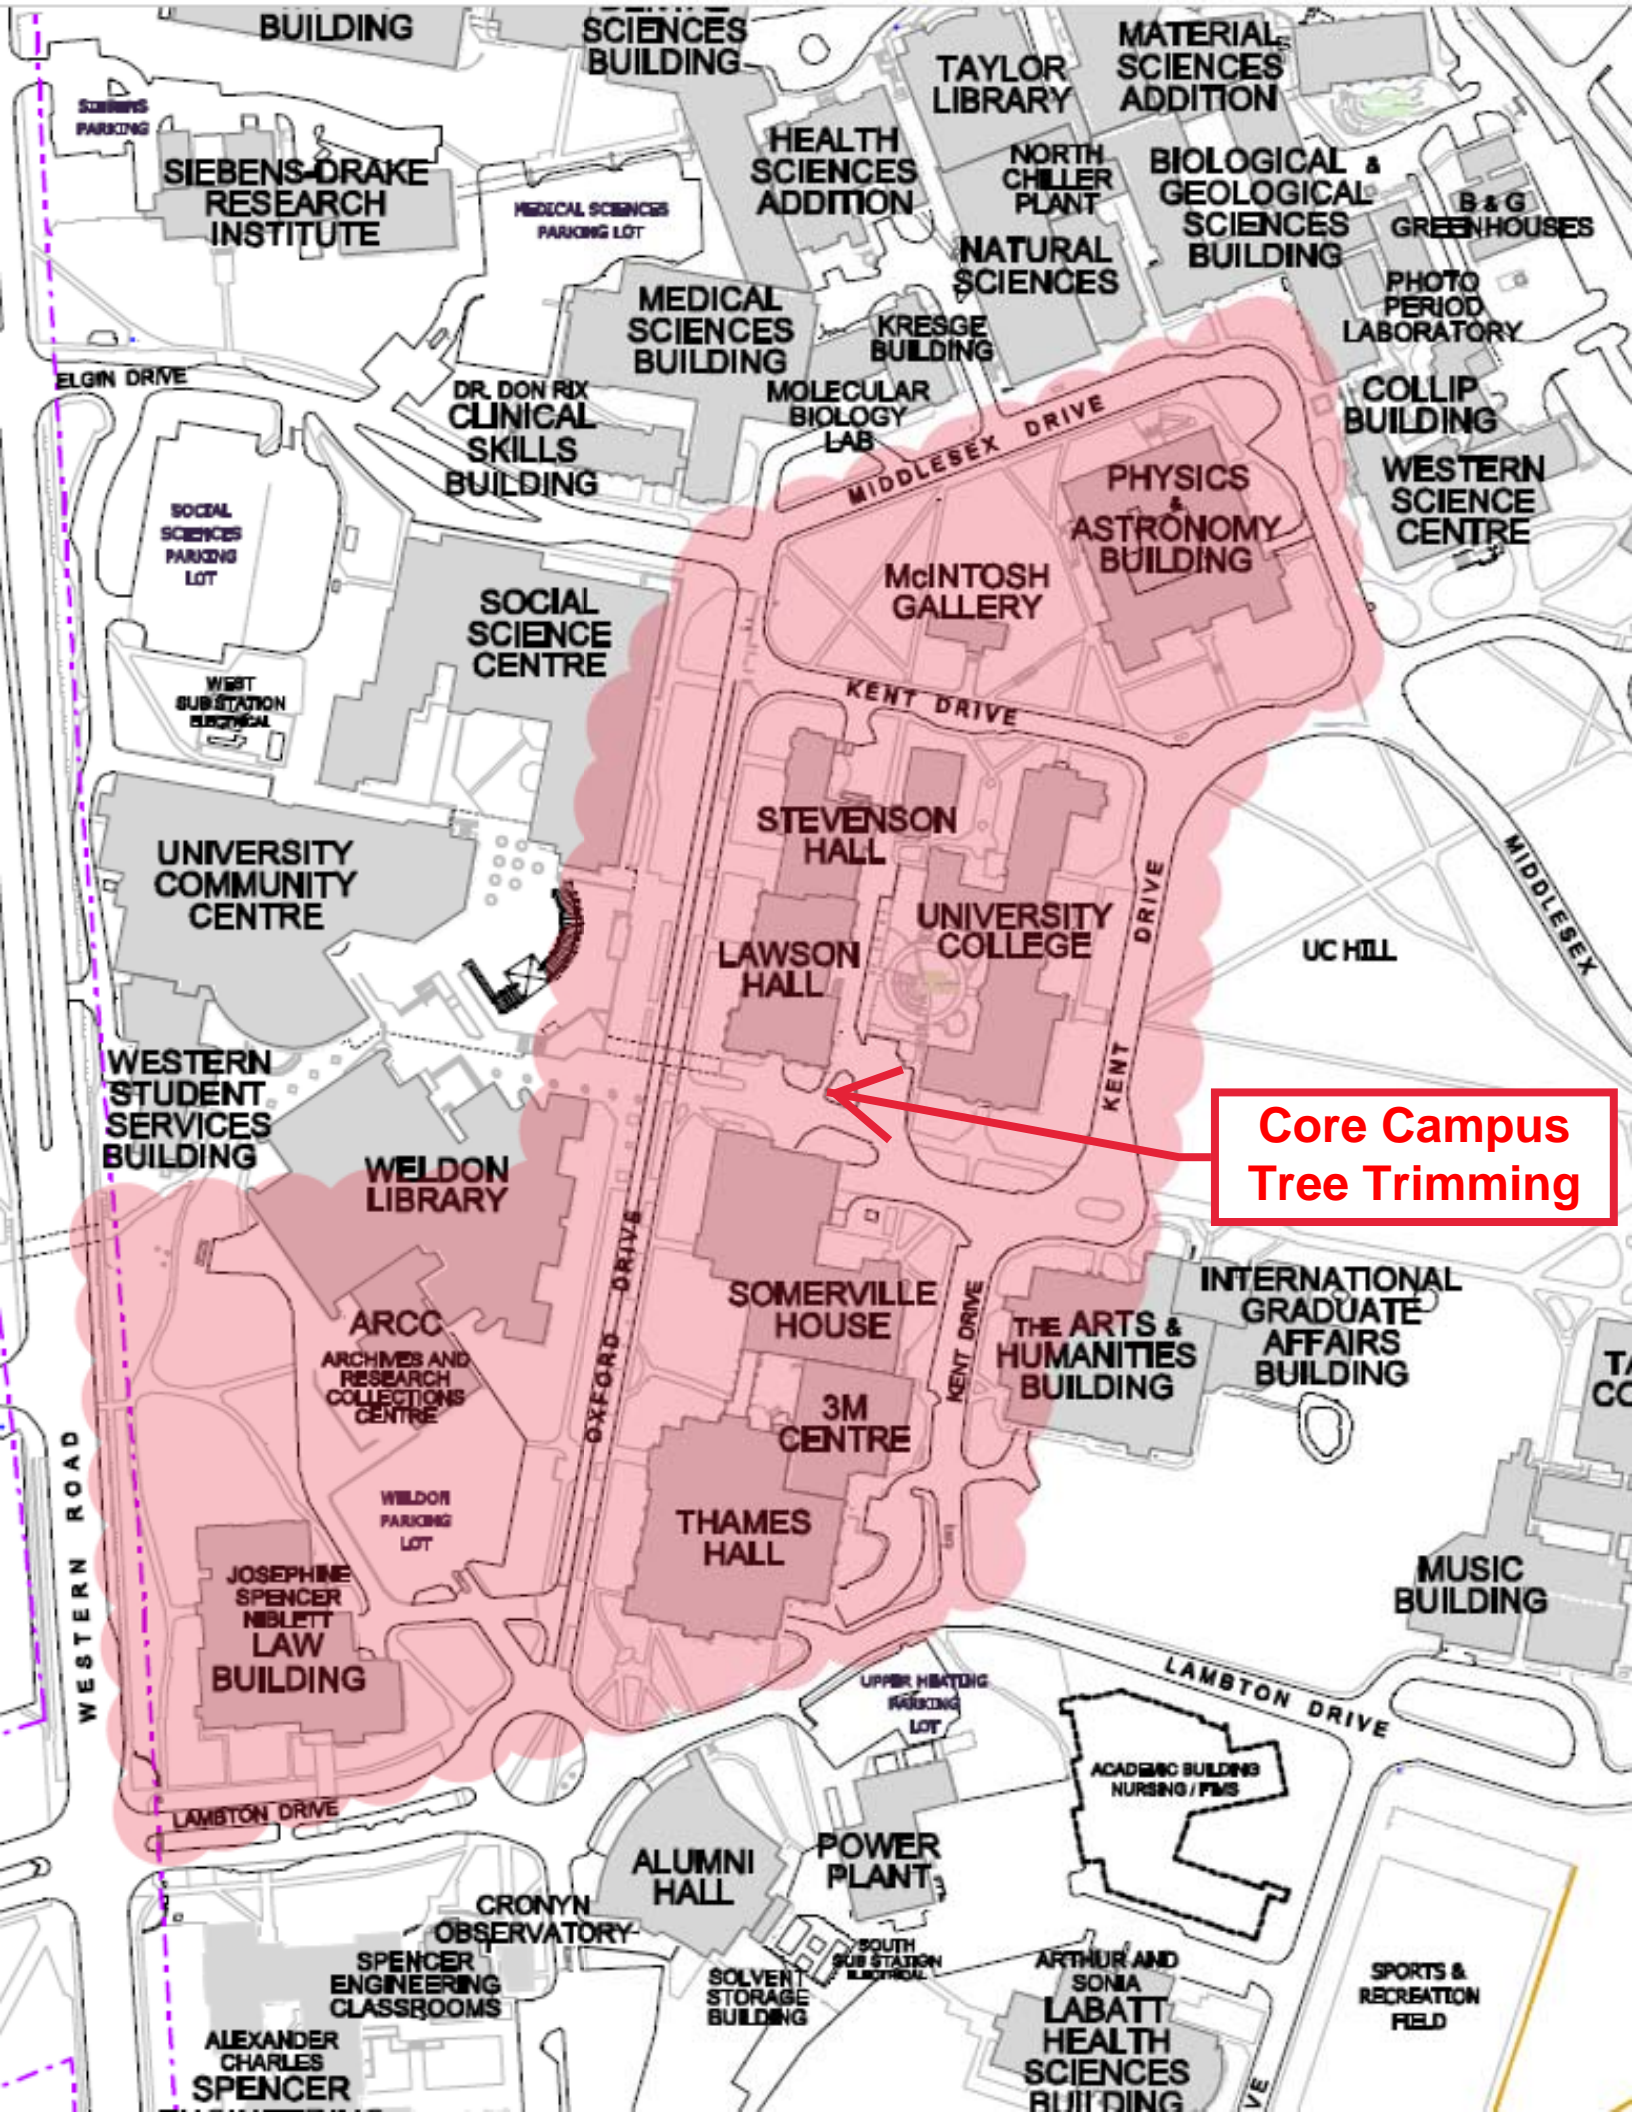 BUILDING
SCIENCES
BUILDING
TAYLOR
LIBRARY
MATERIAL
SCIENCES
ADDITION
PARKING
SIEBENS-DRAKE
RESEARCH
INSTITUTE
MEDICAL SCIENCES
PARKING LOT
HEALTH
SCIENCES
ADDITION
NORTH
CHILLER
PLANT
NATURAL
SCIENCES
BIOLOGICAL &
GEOLOGICAL
SCIENCES
BUILDING
B & G
GREENHOUSES
PHOTO
PERIOD
LABORATORY
MEDICAL
SCIENCES
BUILDING
KRESGE
BUILDING
MOLECULAR
BIOLOGY
LAB
ELGIN DRIVE
DR. DON RIX
CLINICAL
SKILLS
BUILDING
COLLIP
BUILDING
WESTERN
SCIENCE
CENTRE
MIDDLESEX DRIVE
PHYSICS
&
ASTRONOMY
BUILDING
McINTOSH
GALLERY
SOCIAL
SCIENCES
PARKING
LOT
SOCIAL
SCIENCE
CENTRE
WEST
SUB STATION
ELECTRICAL
KENT DRIVE
STEVENSON
HALL
UNIVERSITY
COMMUNITY
CENTRE
LAWSON
HALL
UNIVERSITY
COLLEGE
KENT DRIVE
UC HILL
MIDDLESEX
WESTERN
STUDENT
SERVICES
BUILDING
Core Campus
Tree Trimming
WELDON
LIBRARY
OXFORD DRIVE
SOMERVILLE
HOUSE
KENT DRIVE
THE ARTS &
HUMANITIES
BUILDING
INTERNATIONAL
GRADUATE
AFFAIRS
BUILDING
ARCC
ARCHIVES AND
RESEARCH
COLLECTIONS
CENTRE
3M
CENTRE
WESTERN ROAD
WELDON
PARKING
LOT
THAMES
HALL
JOSEPHINE
SPENCER
NIBLETT
LAW
BUILDING
MUSIC
BUILDING
UPPER HEATING
PARKING
LOT
LAMBTON DRIVE
ACADEMIC BUILDING
NURSING / FIMS
LAMBTON DRIVE
ALUMNI
HALL
POWER
PLANT
CRONYN
OBSERVATORY
SPENCER
ENGINEERING
CLASSROOMS
SOLVENT
STORAGE
BUILDING
SOUTH
SUB STATION
ELECTRICAL
ARTHUR AND
SONIA
LABATT
HEALTH
SCIENCES
BUILDING
SPORTS &
RECREATION
FIELD
ALEXANDER
CHARLES
SPENCER